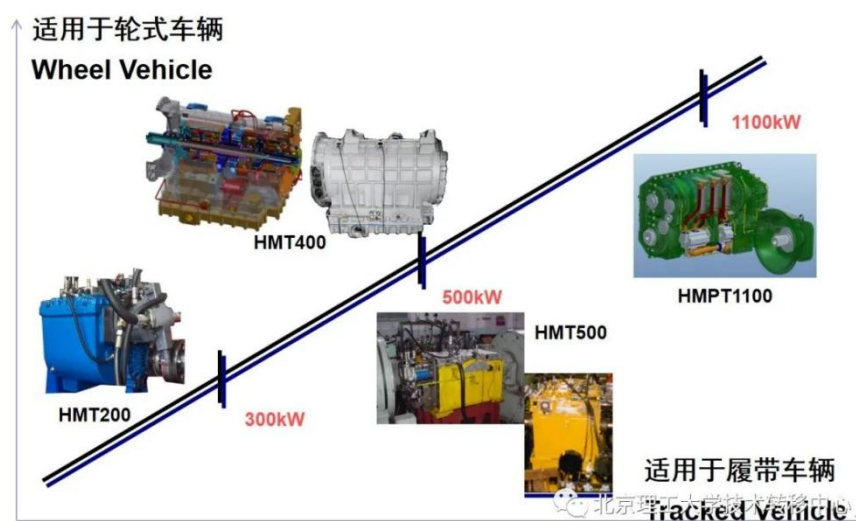 适用于轮式车辆
Wheel Vehicle
1100kW
HMT400
HMPT1100
500kW
HMT500
HMT200
300kW
适用于履带车辆
北京理工大学技术转移中心
Tracked Vehicle